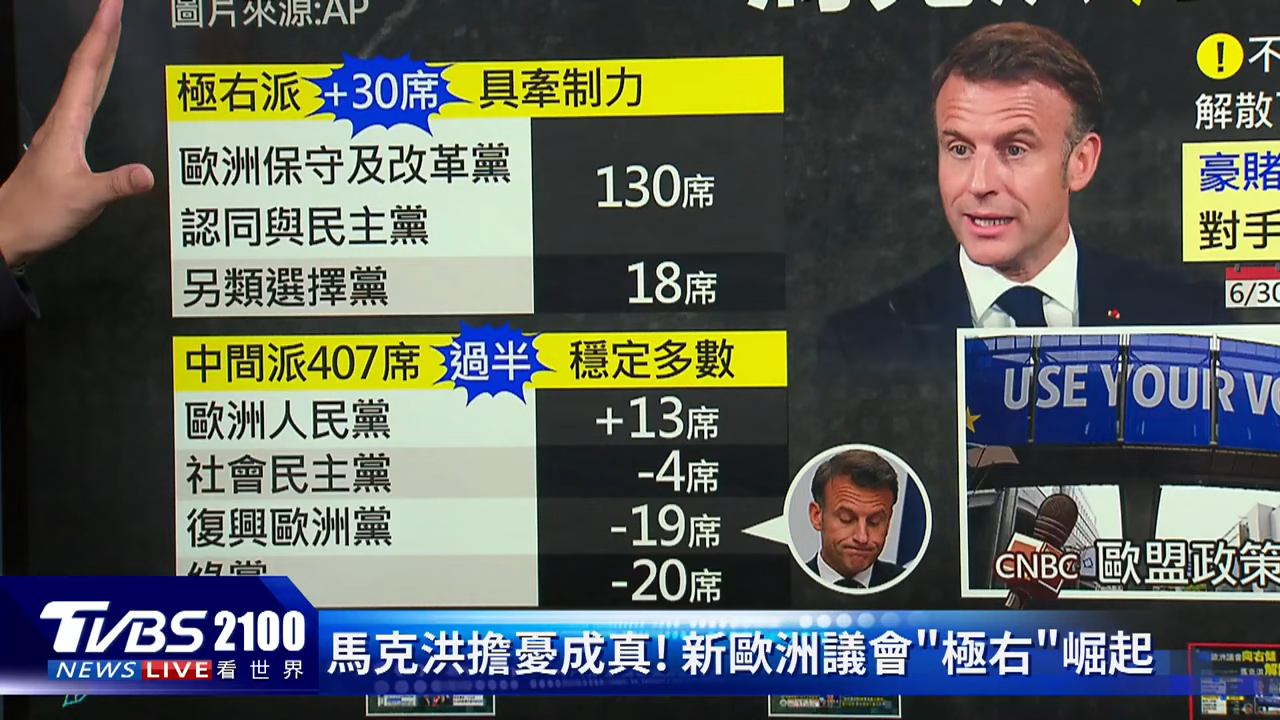 圖片來源:AP
極右派 +30席 具牽制力
歐洲保守及改革黨
認同與民主黨
130席
另類選擇黨 18席
中間派407席 過半 穩定多數
歐洲人民黨 +13席
社會民主黨 -4席
復興歐洲黨 -19席
綠黨 -20席
!不
解散
豪賭
對手
6/30
USE YOUR VO
CNBC 歐盟政策
TVBS 2100
NEWS LIVE 看世界
馬克洪擔憂成真! 新歐洲議會"極右"崛起